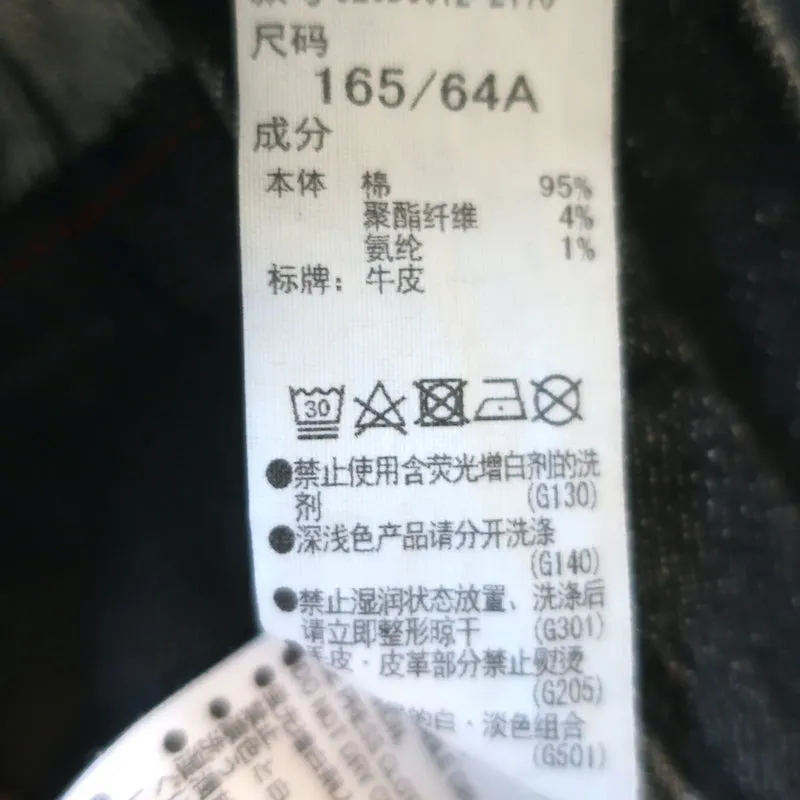 尺码
165/64A
成分
本体 棉 95%
聚酯纤维 4%
氨纶 1%
标牌：牛皮
30
●禁止使用含荧光增白剂的洗
剂 (G130)
●深浅色产品请分开洗涤
(G140)
●禁止湿润状态放置、洗涤后
请立即整形晾干 (G301)
皮·皮革部分禁止熨烫
(G205)
的白·淡色组合
(G501)